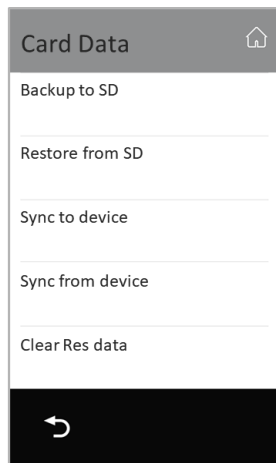 Card Data
Backup to SD
Restore from SD
Sync to device
Sync from device
Clear Res data